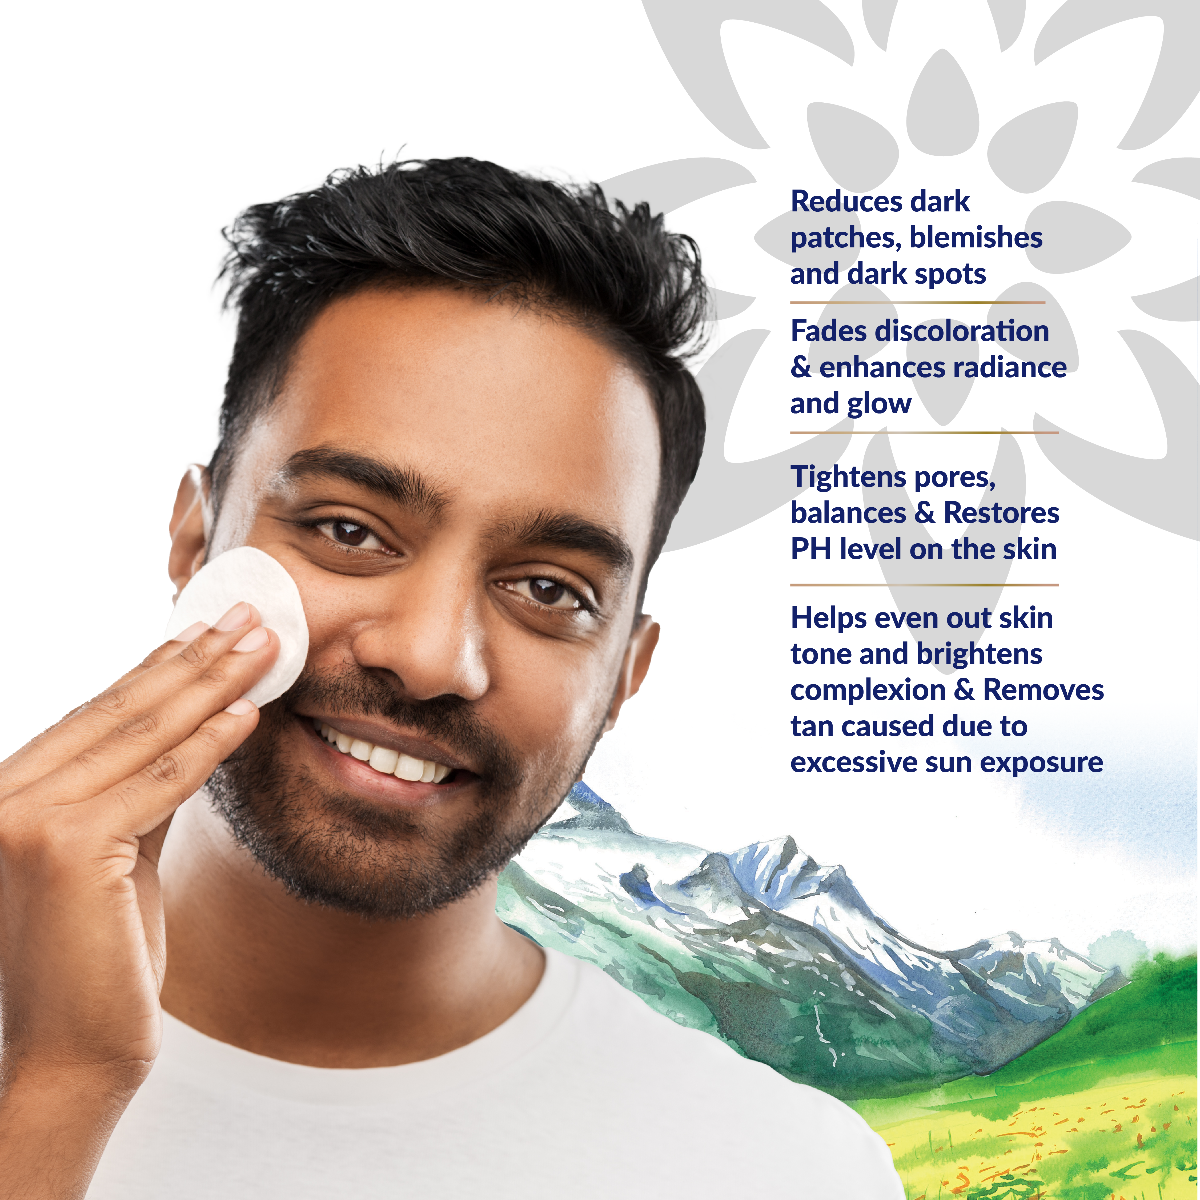 Reduces dark
patches, blemishes
and dark spots
Fades discoloration
& enhances radiance
and glow
Tightens pores,
balances & Restores
PH level on the skin
Helps even out skin
tone and brightens
complexion & Removes
tan caused due to
excessive sun exposure